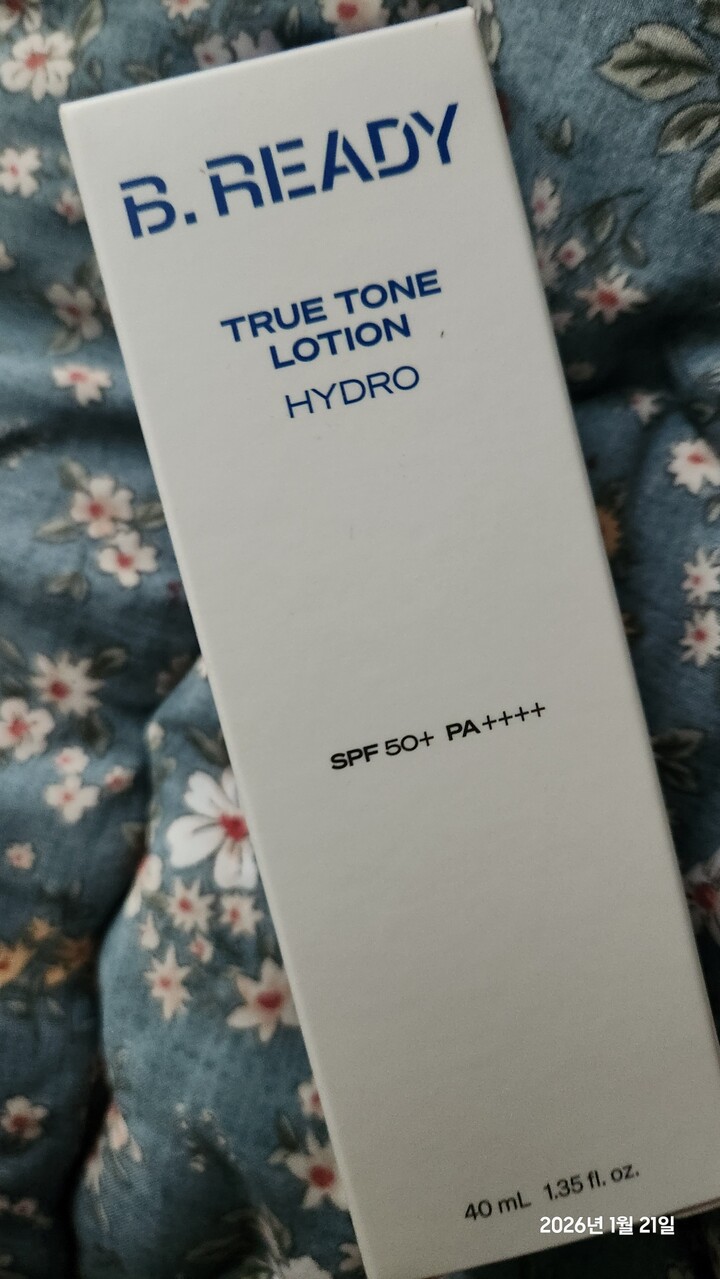 B. READY
TRUE TONE
LOTION
HYDRO
SPF 50+ PA++++
40 mL 1.35 fl. oz.
2026년 1월 21일